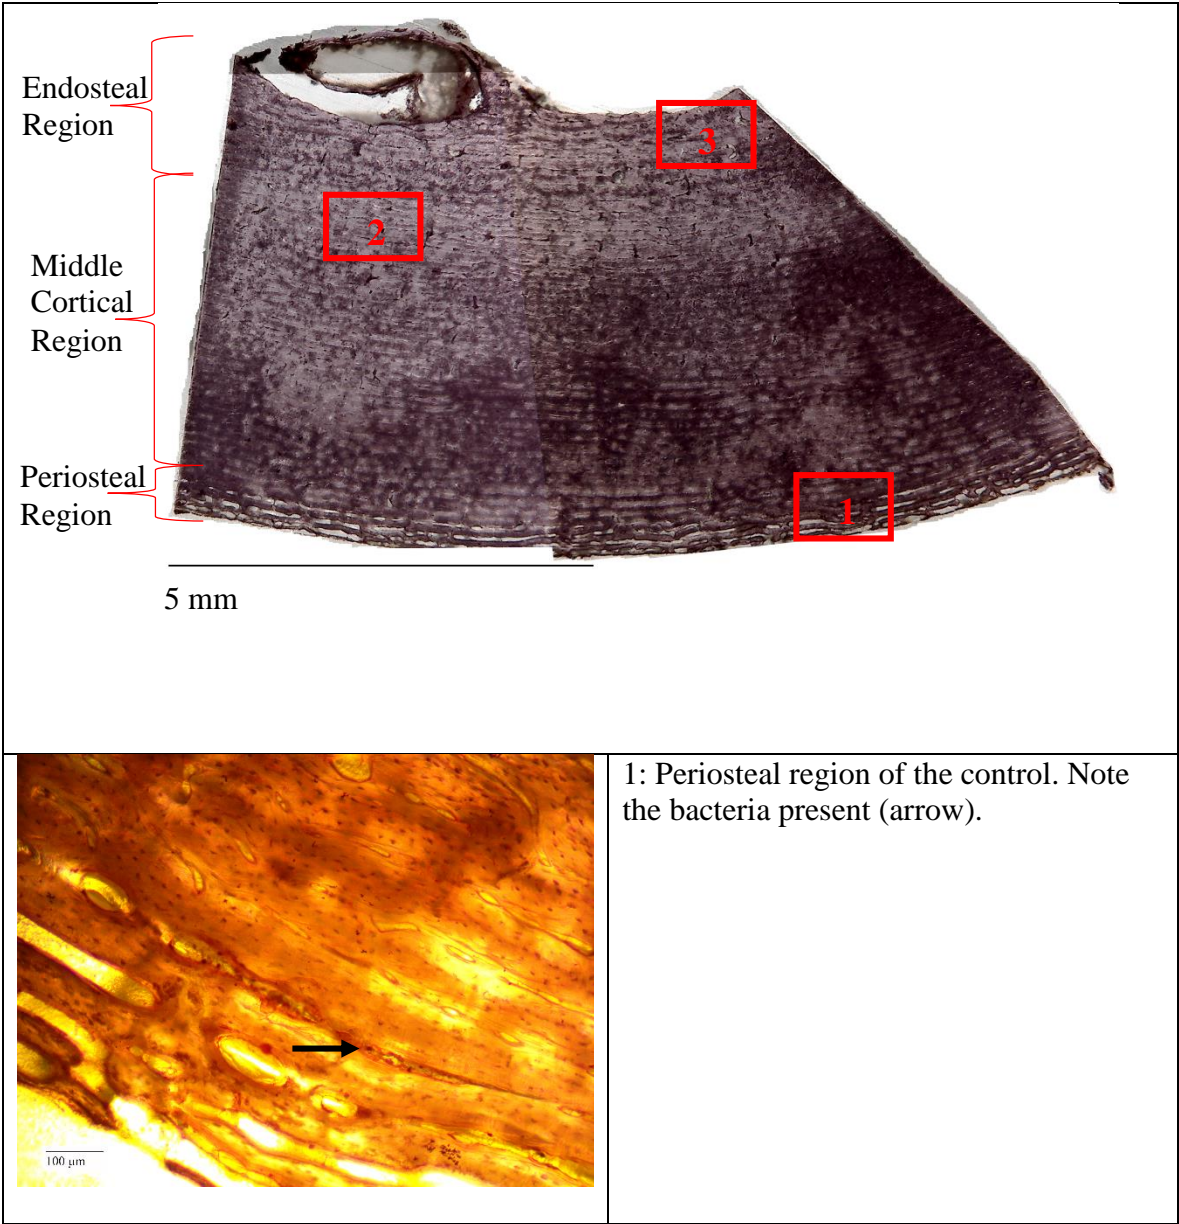 Endosteal
Region
3
2
Middle
Cortical
Region
Periosteal
Region
1
5 mm
1: Periosteal region of the control. Note
the bacteria present (arrow).
100 µm